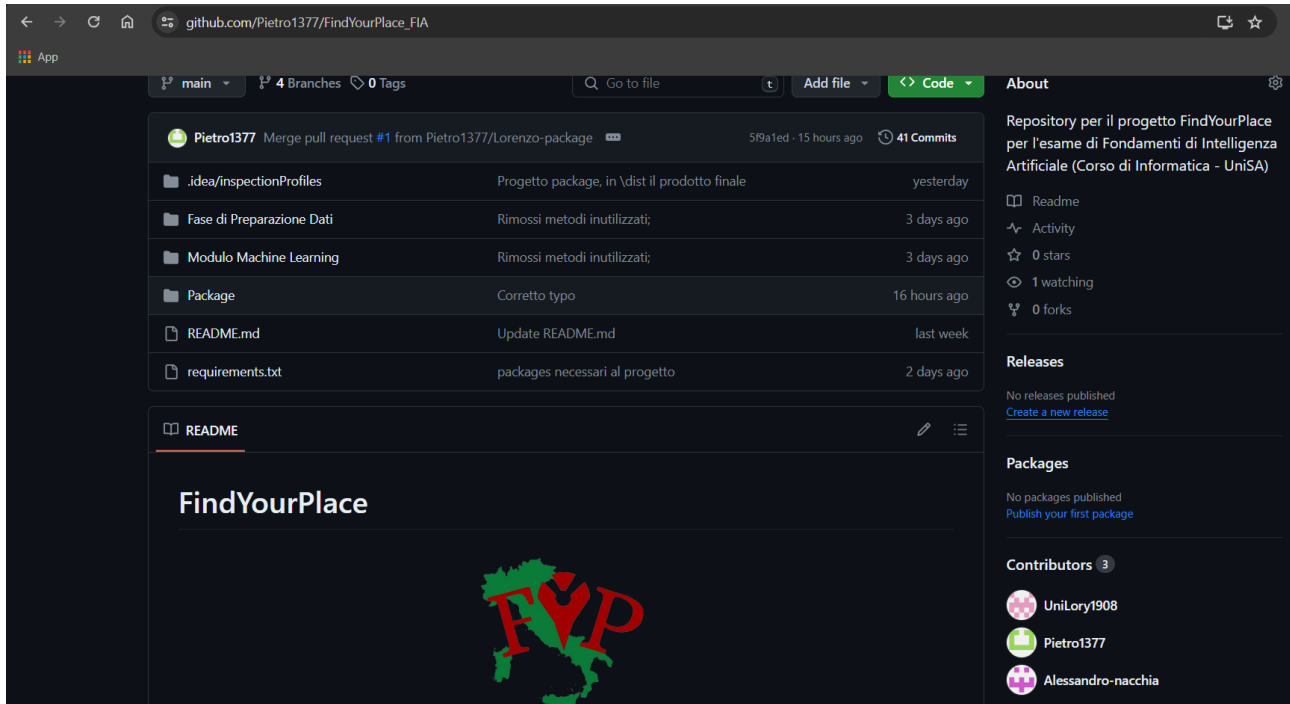 github.com/Pietro1377/FindYourPlace_FIA
App
main
4 Branches
0 Tags
Go to file
t
Add file
Code
Pietro1377 Merge pull request #1 from Pietro1377/Lorenzo-package
5f9a1ed · 15 hours ago
41 Commits
.idea/inspectionProfiles Progetto package, in \dist il prodotto finale yesterday
Fase di Preparazione Dati Rimossi metodi inutilizzati; 3 days ago
Modulo Machine Learning Rimossi metodi inutilizzati; 3 days ago
Package Corretto typo 16 hours ago
README.md Update README.md last week
requirements.txt packages necessari al progetto 2 days ago
README
FindYourPlace
FYP
About
Repository per il progetto FindYourPlace
per l'esame di Fondamenti di Intelligenza
Artificiale (Corso di Informatica - UniSA)
Readme
Activity
0 stars
1 watching
0 forks
Releases
No releases published
Create a new release
Packages
No packages published
Publish your first package
Contributors 3
UniLory1908
Pietro1377
Alessandro-nacchia